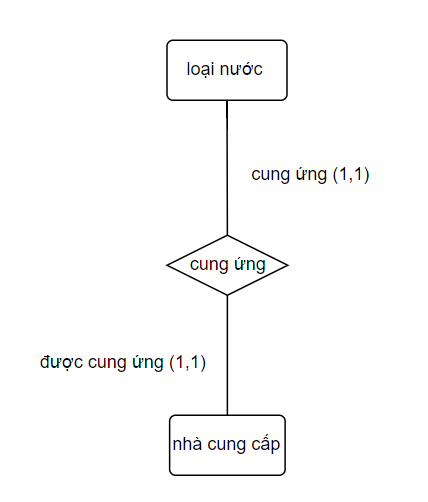 loại nước
cung ứng (1,1)
cung ứng
được cung ứng (1,1)
nhà cung cấp